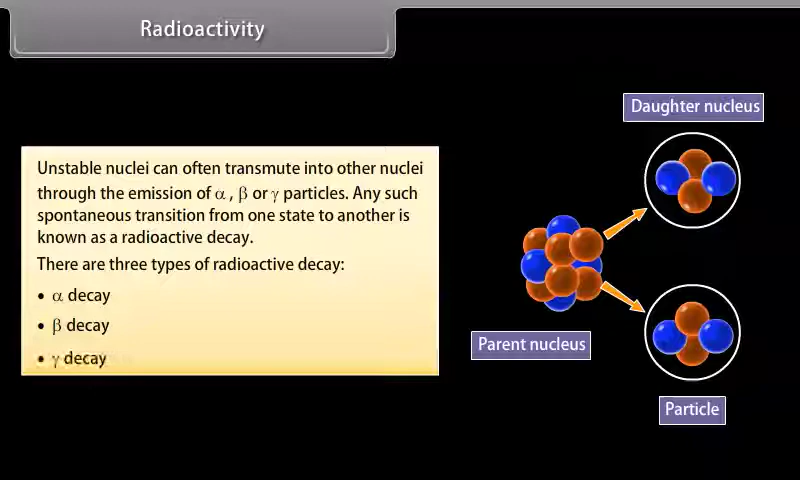 Radioactivity
Daughter nucleus
Unstable nuclei can often transmute into other nuclei
through the emission of α , β or γ particles. Any such
spontaneous transition from one state to another is
known as a radioactive decay.
There are three types of radioactive decay:
• α decay
• β decay
• γ decay
Parent nucleus
Particle